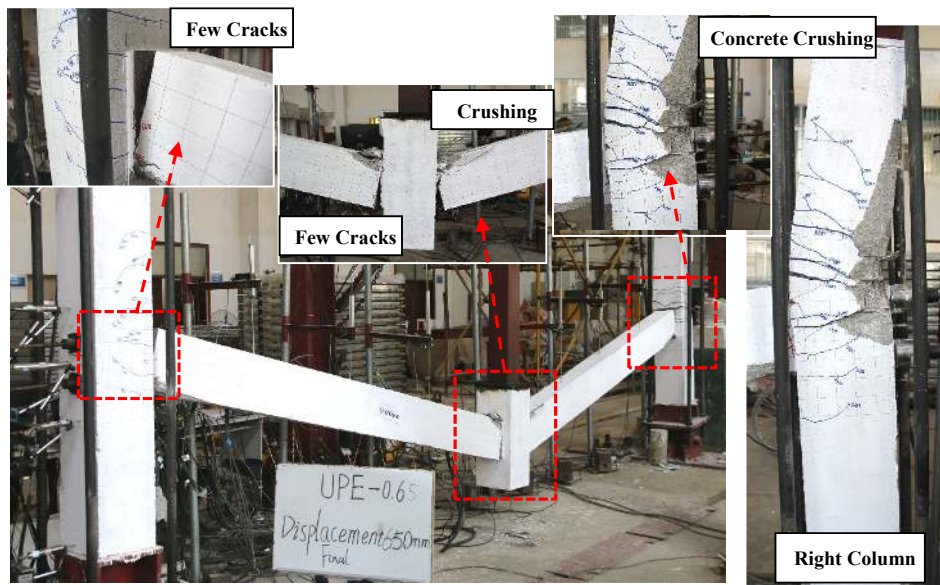 Few Cracks
Crushing
Concrete Crushing
Few Cracks
UPE-0.65
Displacement 650mm
Final
Right Column